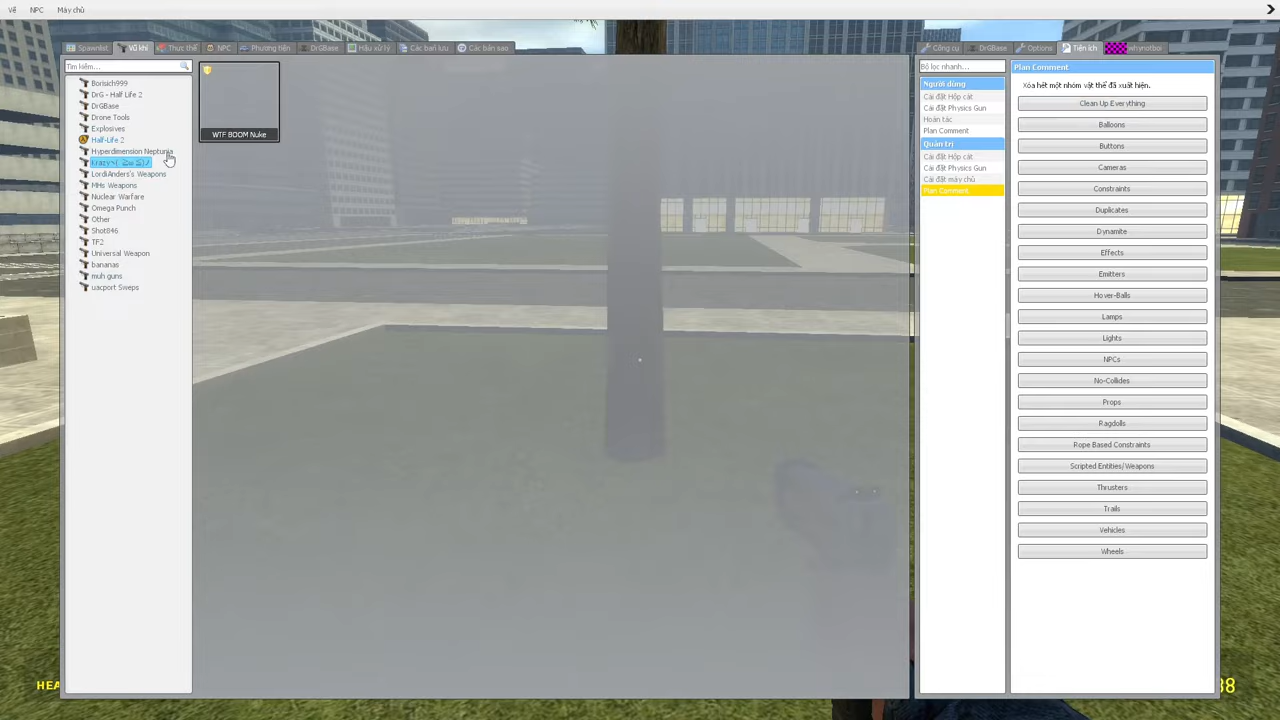 Vẽ NPC Máy chủ
Spawnlist Vũ khí Thực thể NPC Phương tiện DrGBase Hậu xử lý Các bản lưu Các bản sao
Công cụ DrGBase Options Tiện ích whynotboi
Tìm kiếm...
Borisich999
DrG - Half Life 2
DrGBase
Drone Tools
Explosives
Half-Life 2
Hyperdimension Neptunia
LordiAnders's Weapons
MHs Weapons
Nuclear Warfare
Omega Punch
Other
Shot846
TF2
Universal Weapon
bananas
muh guns
uacport Sweps
WTF BOOM Nuke
Bộ lọc nhanh...
Người dùng
Cài đặt Hộp cát
Cài đặt Physics Gun
Hoàn tác
Plan Comment
Quản trị
Cài đặt Hộp cát
Cài đặt Physics Gun
Cài đặt máy chủ
Plan Comment
Plan Comment
Xóa hết một nhóm vật thể đã xuất hiện.
Clean Up Everything
Balloons
Buttons
Cameras
Constraints
Duplicates
Dynamite
Effects
Emitters
Hover-Balls
Lamps
Lights
NPCs
No-Collides
Props
Ragdolls
Rope Based Constraints
Scripted Entities/Weapons
Thrusters
Trails
Vehicles
Wheels